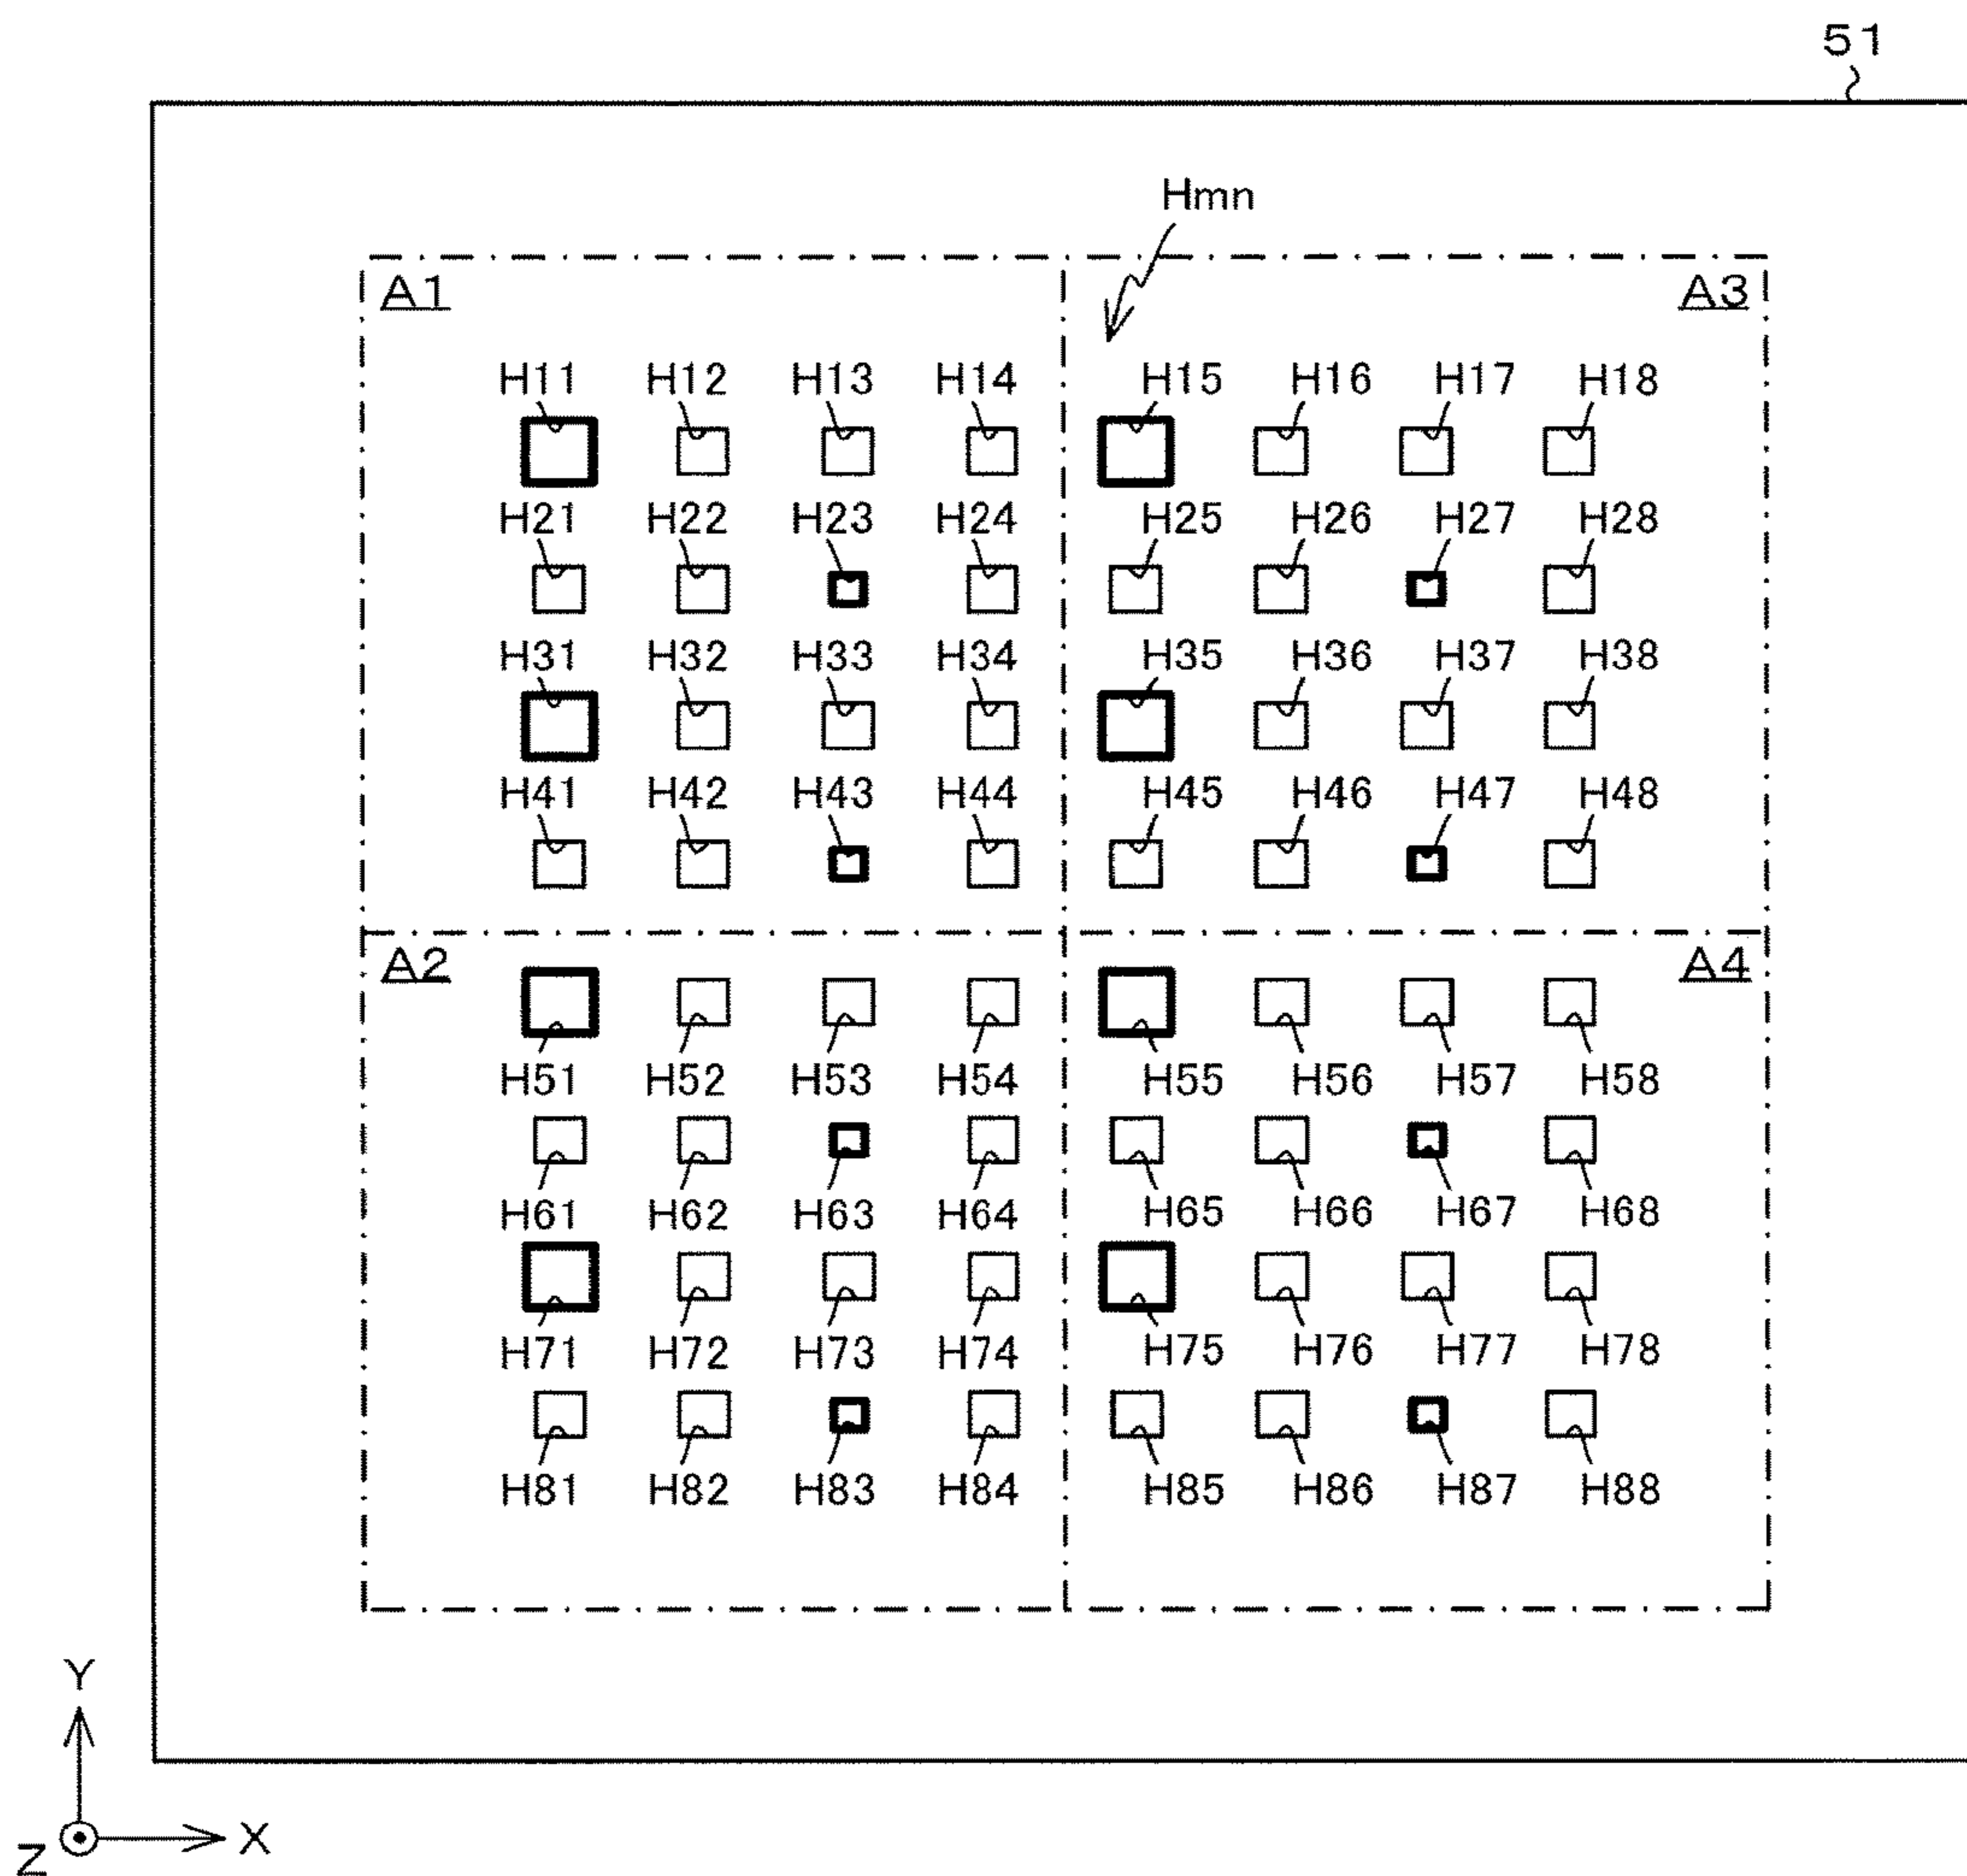 51
Hmn
A1 A3
H11 H12 H13 H14 H15 H16 H17 H18
H21 H22 H23 H24 H25 H26 H27 H28
H31 H32 H33 H34 H35 H36 H37 H38
H41 H42 H43 H44 H45 H46 H47 H48
A2 A4
H51 H52 H53 H54 H55 H56 H57 H58
H61 H62 H63 H64 H65 H66 H67 H68
H71 H72 H73 H74 H75 H76 H77 H78
H81 H82 H83 H84 H85 H86 H87 H88
Y
Z X